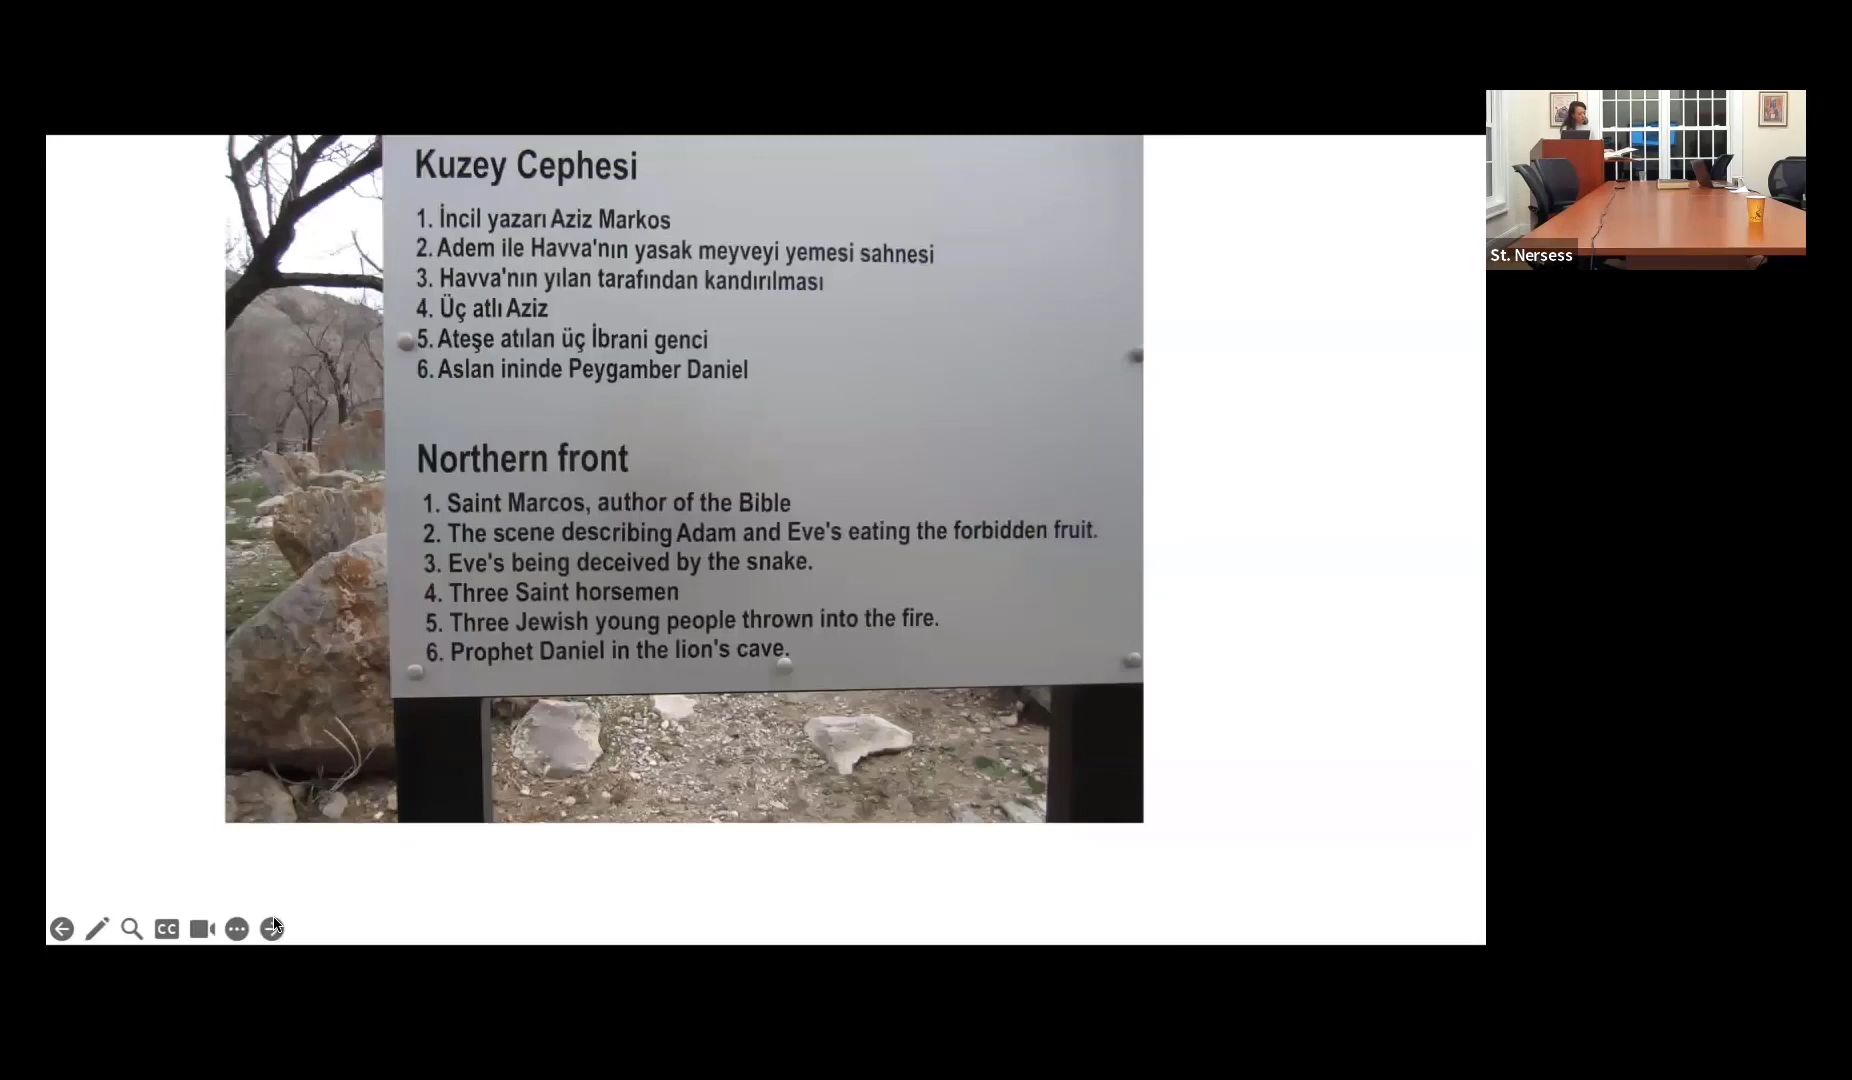 Kuzey Cephesi
1. İncil yazarı Aziz Markos
2. Adem ile Havva'nın yasak meyveyi yemesi sahnesi
3. Havva'nın yılan tarafından kandırılması
4. Üç atlı Aziz
5. Ateşe atılan üç İbrani genci
6. Aslan ininde Peygamber Daniel
Northern front
1. Saint Marcos, author of the Bible
2. The scene describing Adam and Eve's eating the forbidden fruit.
3. Eve's being deceived by the snake.
4. Three Saint horsemen
5. Three Jewish young people thrown into the fire.
6. Prophet Daniel in the lion's cave.
St. Nersess
CC